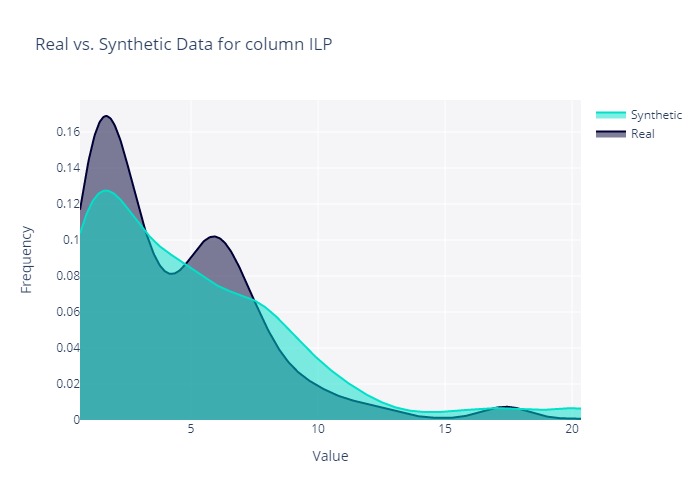 Real vs. Synthetic Data for column ILP
Synthetic
Real
0.16
0.14
0.12
0.1
0.08
0.06
0.04
0.02
0
Frequency
5
10
15
20
Value